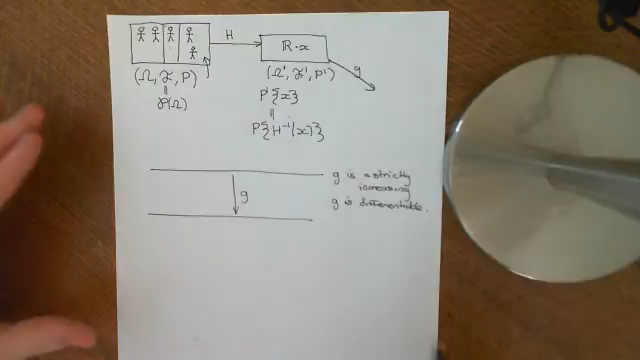 H
ℝ · x
g
(Ω, 𝓕, P)
(Ω', 𝓕', P')
=
𝒫(Ω)
P'{x}
=
P{H⁻¹(x)}
g is a strictly
increasing
g
g is differentiable.